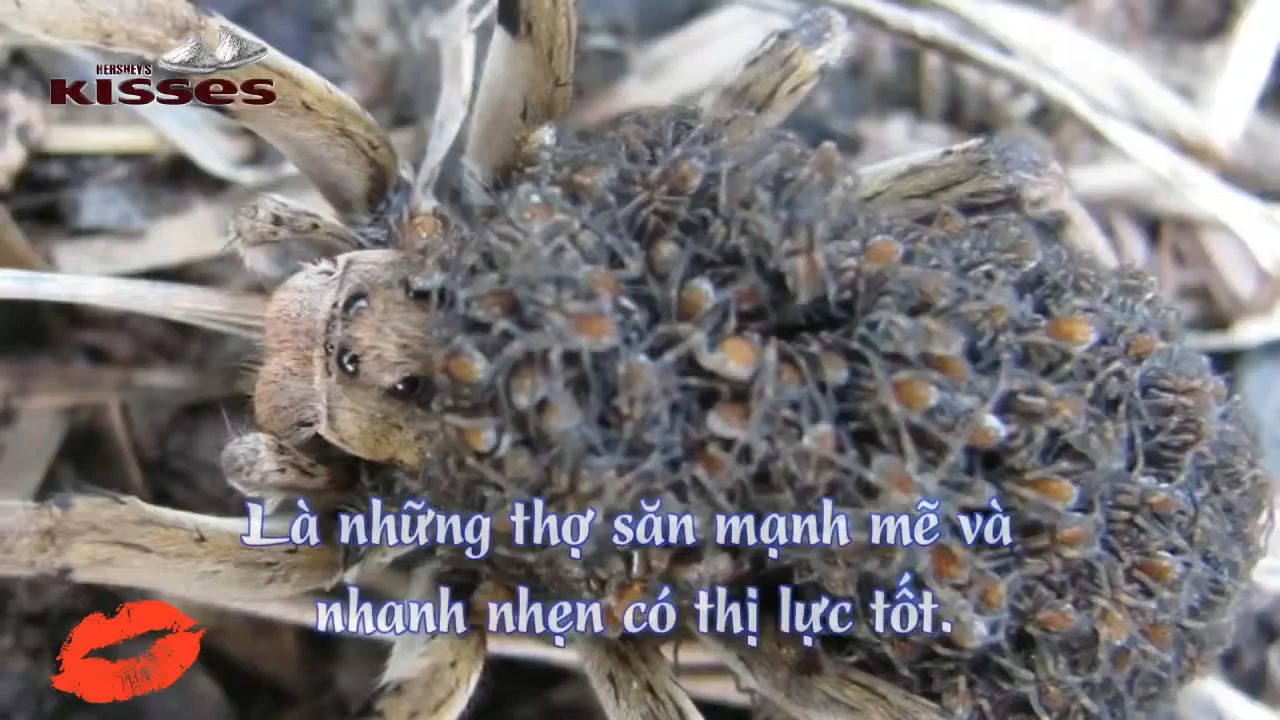 HERSHEY'S
KISSES
Là những thợ săn mạnh mẽ và
nhanh nhẹn có thị lực tốt.